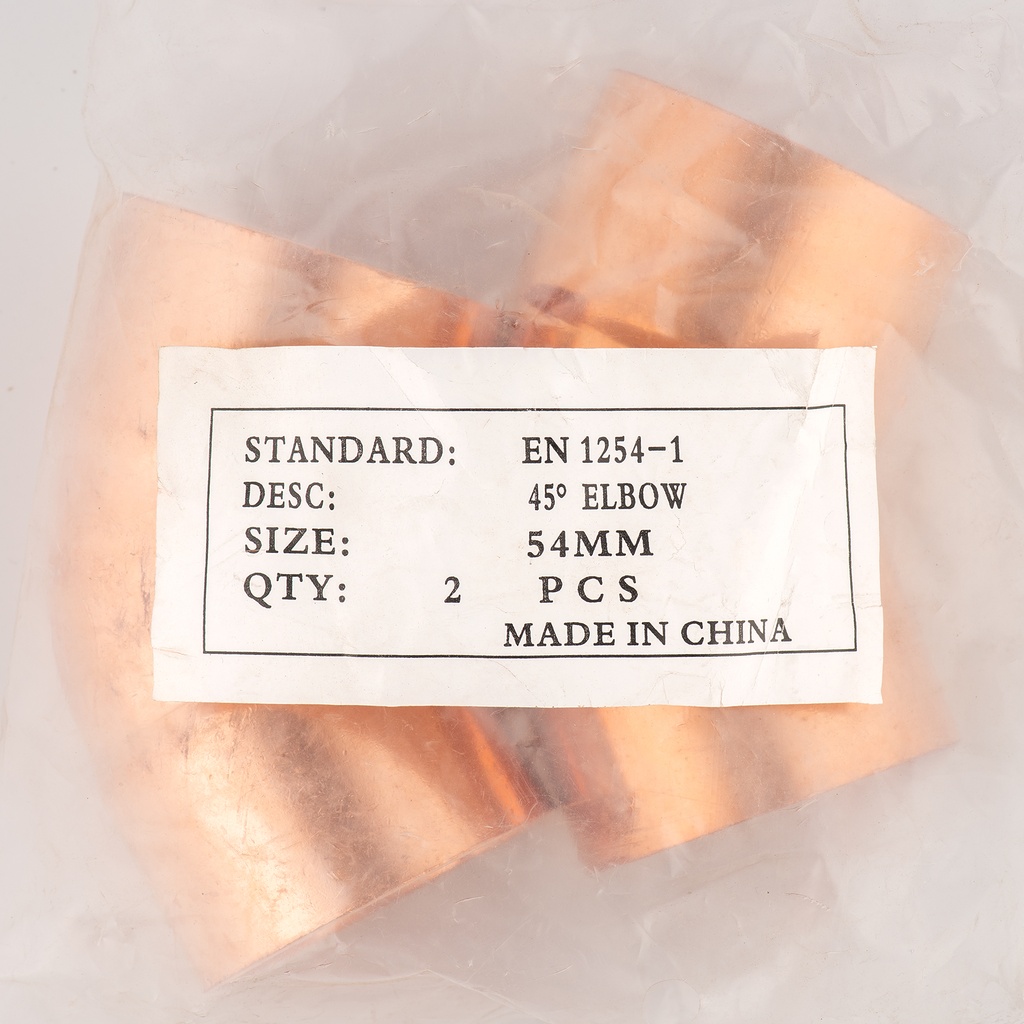 STANDARD: EN 1254-1
DESC: 45° ELBOW
SIZE: 54MM
QTY: 2 PCS
MADE IN CHINA